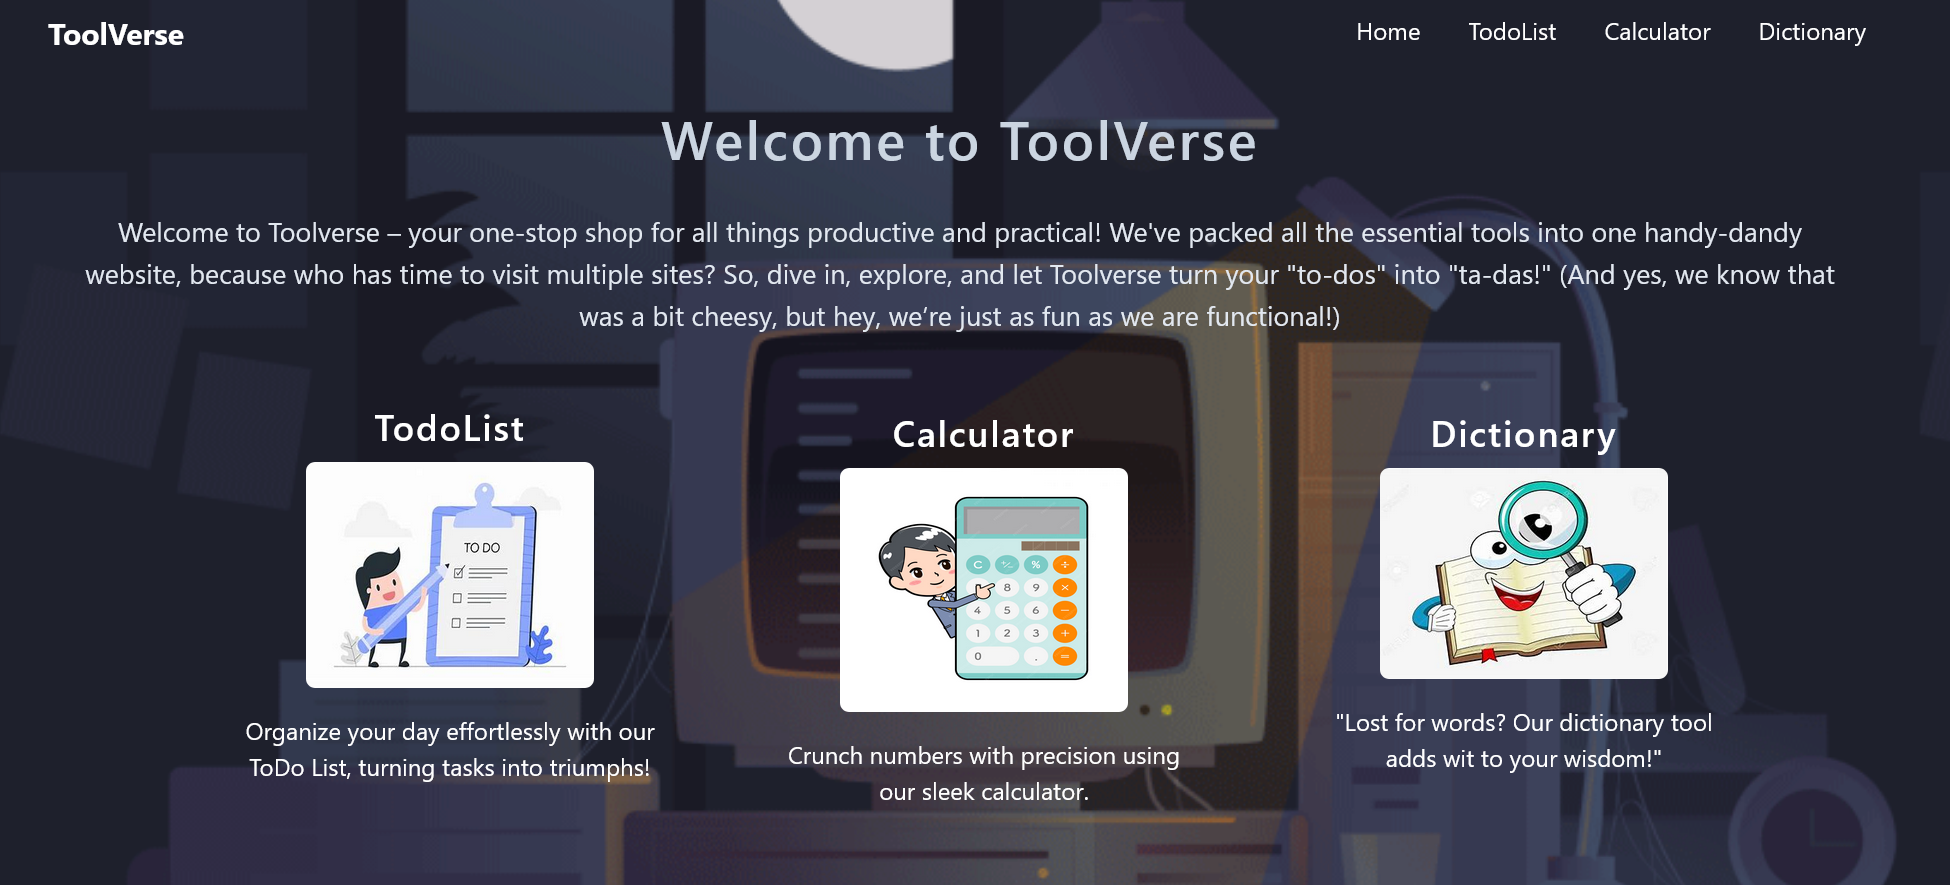 ToolVerse
Home TodoList Calculator Dictionary
Welcome to ToolVerse
Welcome to Toolverse – your one-stop shop for all things productive and practical! We've packed all the essential tools into one handy-dandy
website, because who has time to visit multiple sites? So, dive in, explore, and let Toolverse turn your "to-dos" into "ta-das!" (And yes, we know that
was a bit cheesy, but hey, we’re just as fun as we are functional!)
TodoList
TO DO
Organize your day effortlessly with our
ToDo List, turning tasks into triumphs!
Calculator
C +/- % ÷
8 9 ×
4 5 6 −
1 2 3 +
0 . =
Crunch numbers with precision using
our sleek calculator.
Dictionary
"Lost for words? Our dictionary tool
adds wit to your wisdom!"